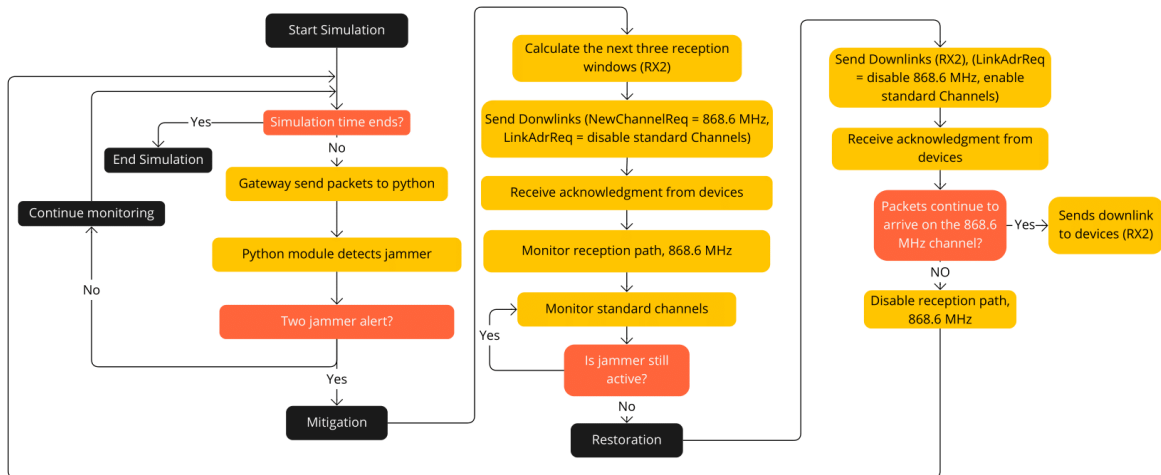 Start Simulation
Simulation time ends?
Yes
No
End Simulation
Gateway send packets to python
Continue monitoring
Python module detects jammer
No
Two jammer alert?
Yes
Mitigation
Calculate the next three reception
windows (RX2)
Send Donwlinks (NewChannelReq = 868.6 MHz,
LinkAdrReq = disable standard Channels)
Receive acknowledgment from devices
Monitor reception path, 868.6 MHz
Monitor standard channels
Yes
Is jammer still
active?
No
Restoration
Send Downlinks (RX2), (LinkAdrReq
= disable 868.6 MHz, enable
standard Channels)
Receive acknowledgment from
devices
Packets continue to
arrive on the 868.6
MHz channel?
Yes
Sends downlink
to devices (RX2)
NO
Disable reception path,
868.6 MHz